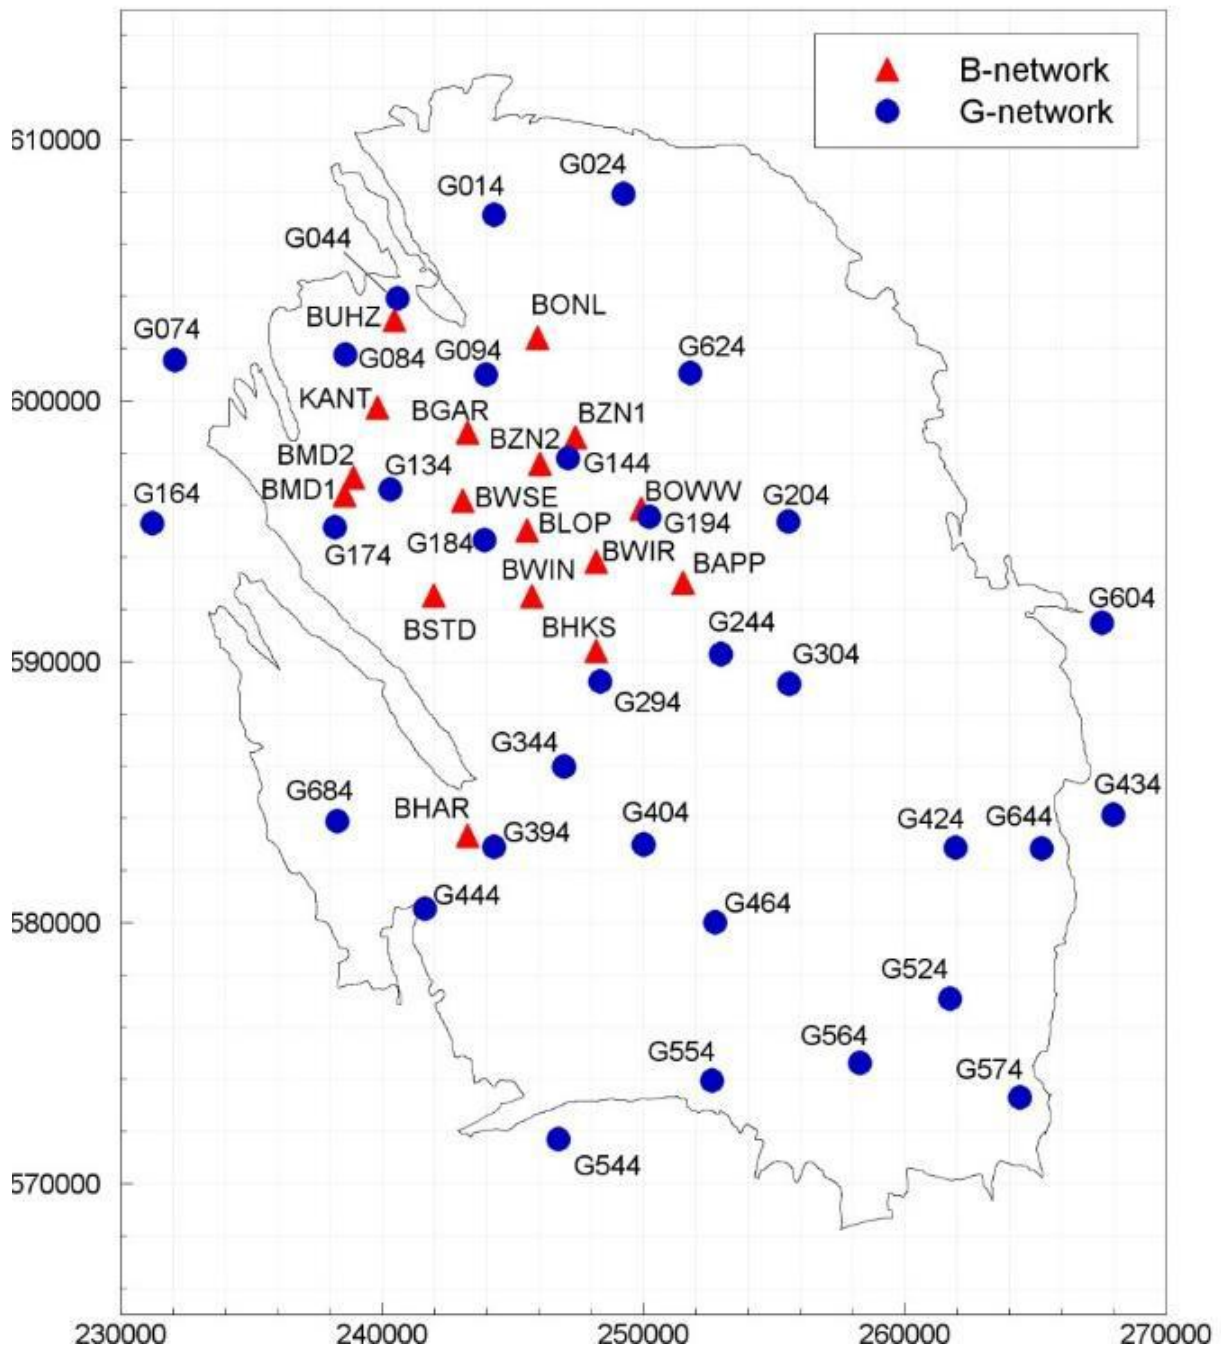 B-network
G-network
610000
G024
G014
G044
BONL
BUHZ
G074
G084
G094
G624
600000
KANT
BGAR
BZN1
BZN2
BMD2
G134
G144
BMD1
G164
BWSE
BOWW
G204
G174
G184
BLOP
G194
BWIN
BWIR
BAPP
G604
BSTD
BHKS
G244
590000
G304
G294
G344
G684
BHAR
G434
G394
G404
G424
G644
G444
G464
580000
G524
G554
G564
G574
G544
570000
230000
240000
250000
260000
270000